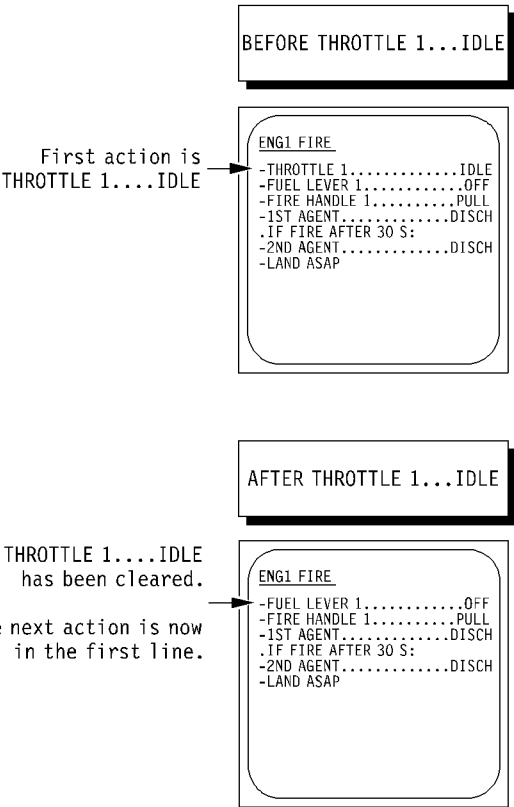 BEFORE THROTTLE 1...IDLE
First action is
THROTTLE 1....IDLE
ENG1 FIRE
-THROTTLE 1.............IDLE
-FUEL LEVER 1............OFF
-FIRE HANDLE 1..........PULL
-1ST AGENT.............DISCH
.IF FIRE AFTER 30 S:
-2ND AGENT.............DISCH
-LAND ASAP
AFTER THROTTLE 1...IDLE
THROTTLE 1....IDLE
has been cleared.
next action is now
in the first line.
ENG1 FIRE
-FUEL LEVER 1............OFF
-FIRE HANDLE 1..........PULL
-1ST AGENT.............DISCH
.IF FIRE AFTER 30 S:
-2ND AGENT.............DISCH
-LAND ASAP